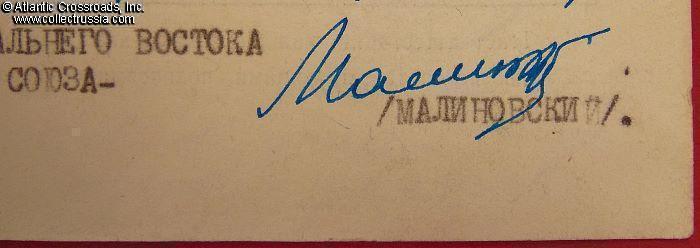 © Atlantic Crossroads, Inc.
www.collectrussia.com
АЛЬНЕГО ВОСТОКА
СОЮЗА-
/МАЛИНОВСКИЙ/.